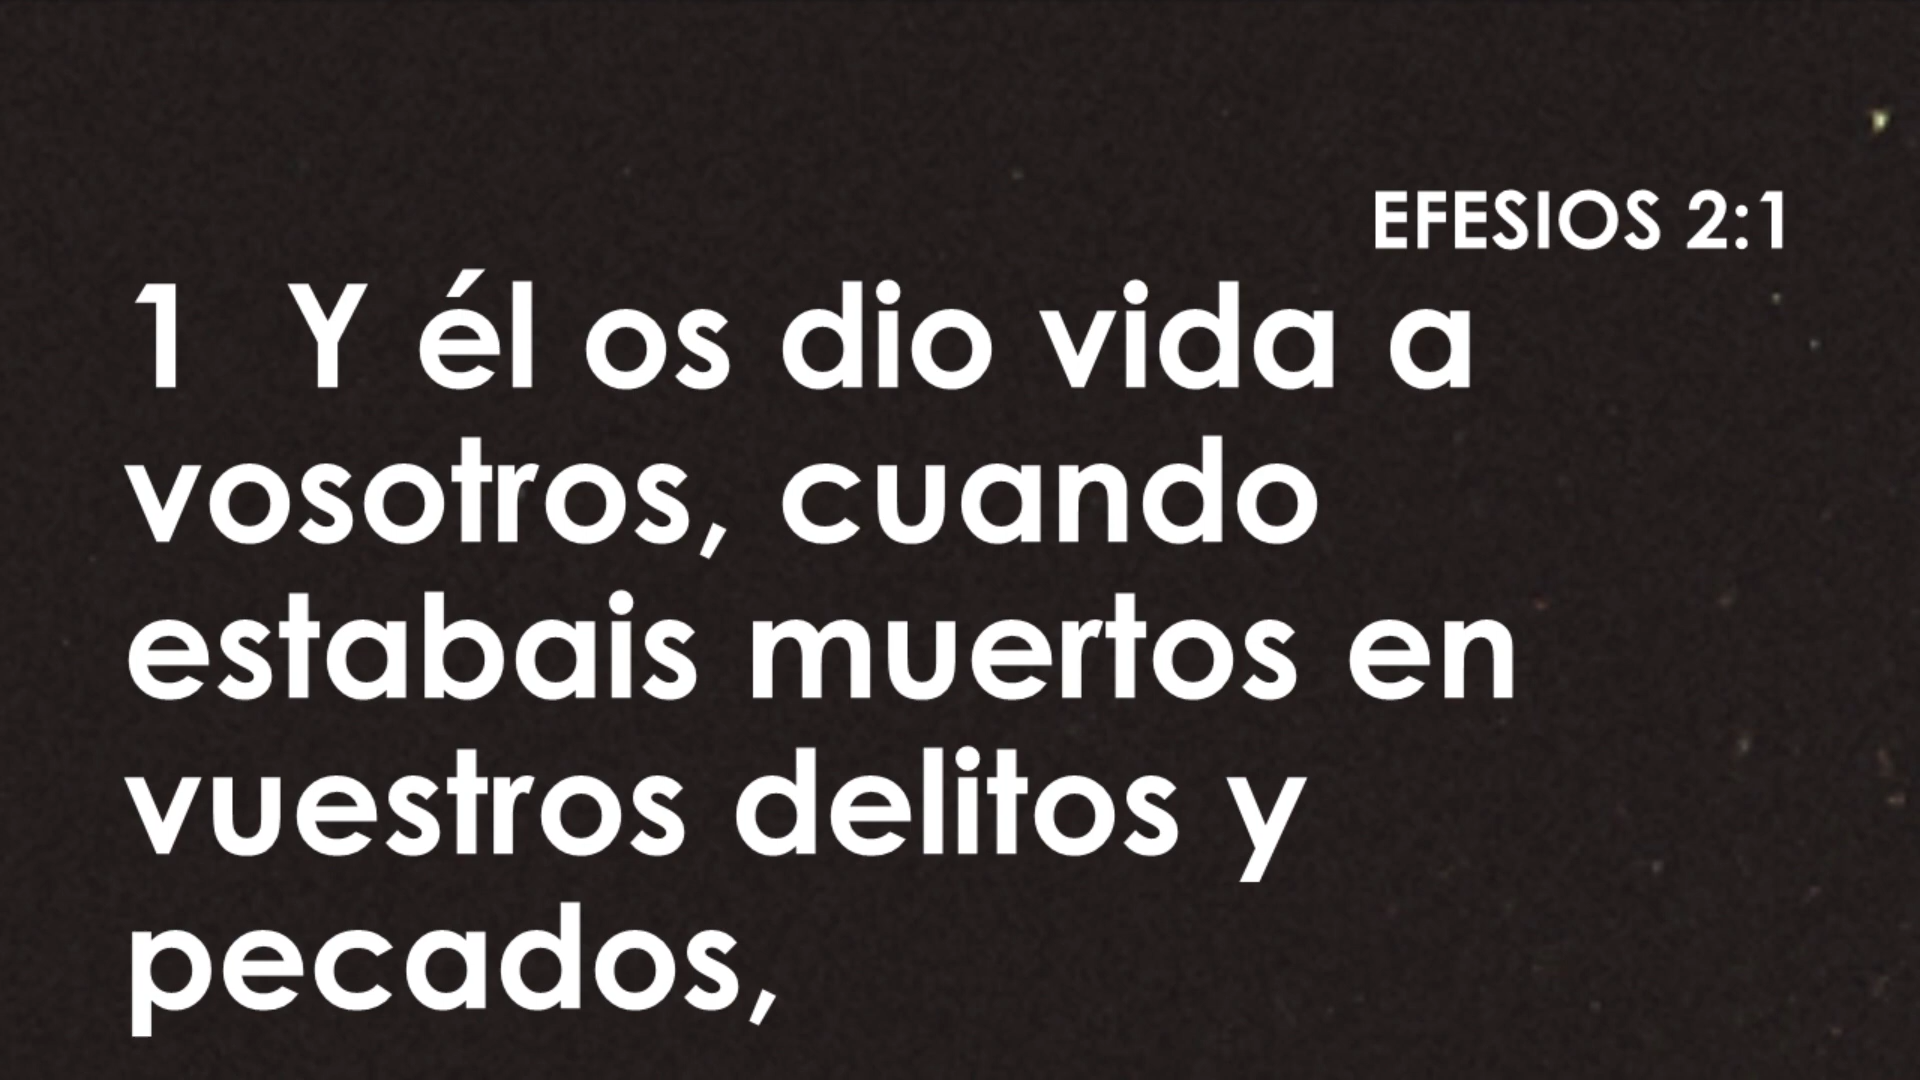 EFESIOS 2:1
1 Y él os dio vida a
vosotros, cuando
estabais muertos en
vuestros delitos y
pecados,